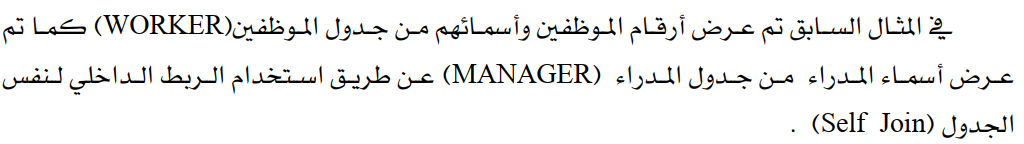 في المثال السابق تم عرض أرقام الموظفين وأسمائهم من جدول الموظفين(WORKER) كما تم
عرض أسماء المدراء من جدول المدراء (MANAGER) عن طريق استخدام الربط الداخلي لنفس
الجدول (Self Join) .